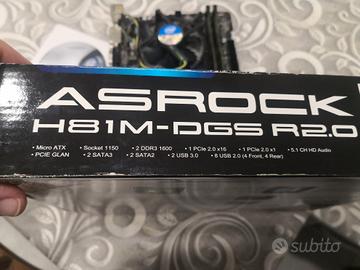 ASROCK
H81M-DGS R2.0
• Micro ATX • Socket 1150 • 2 DDR3 1600 • 1 PCIe 2.0 x16 • 1 PCIe 2.0 x1 • 5.1 CH HD Audio
• PCIE GLAN • 2 SATA3 • 2 SATA2 • 2 USB 3.0 • 8 USB 2.0 (4 Front, 4 Rear)
subito